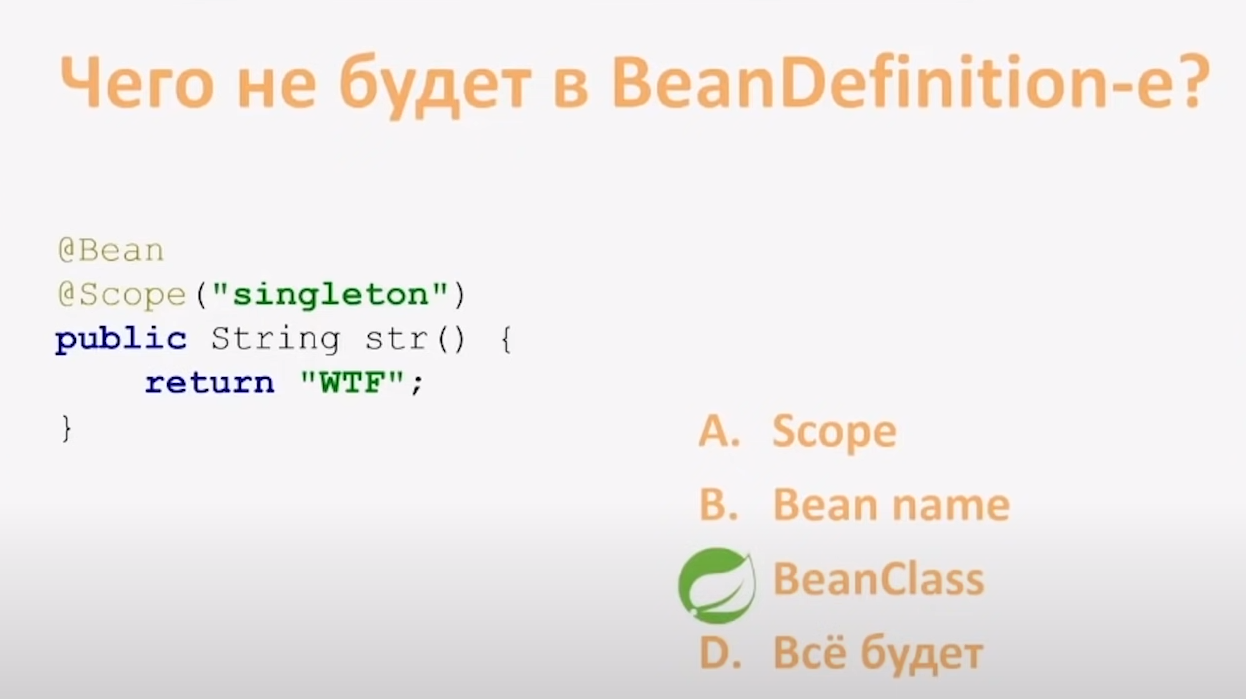 Чего не будет в BeanDefinition-е?
@Bean
@Scope("singleton")
public String str() {
    return "WTF";
}
A. Scope
B. Bean name
BeanClass
D. Всё будет